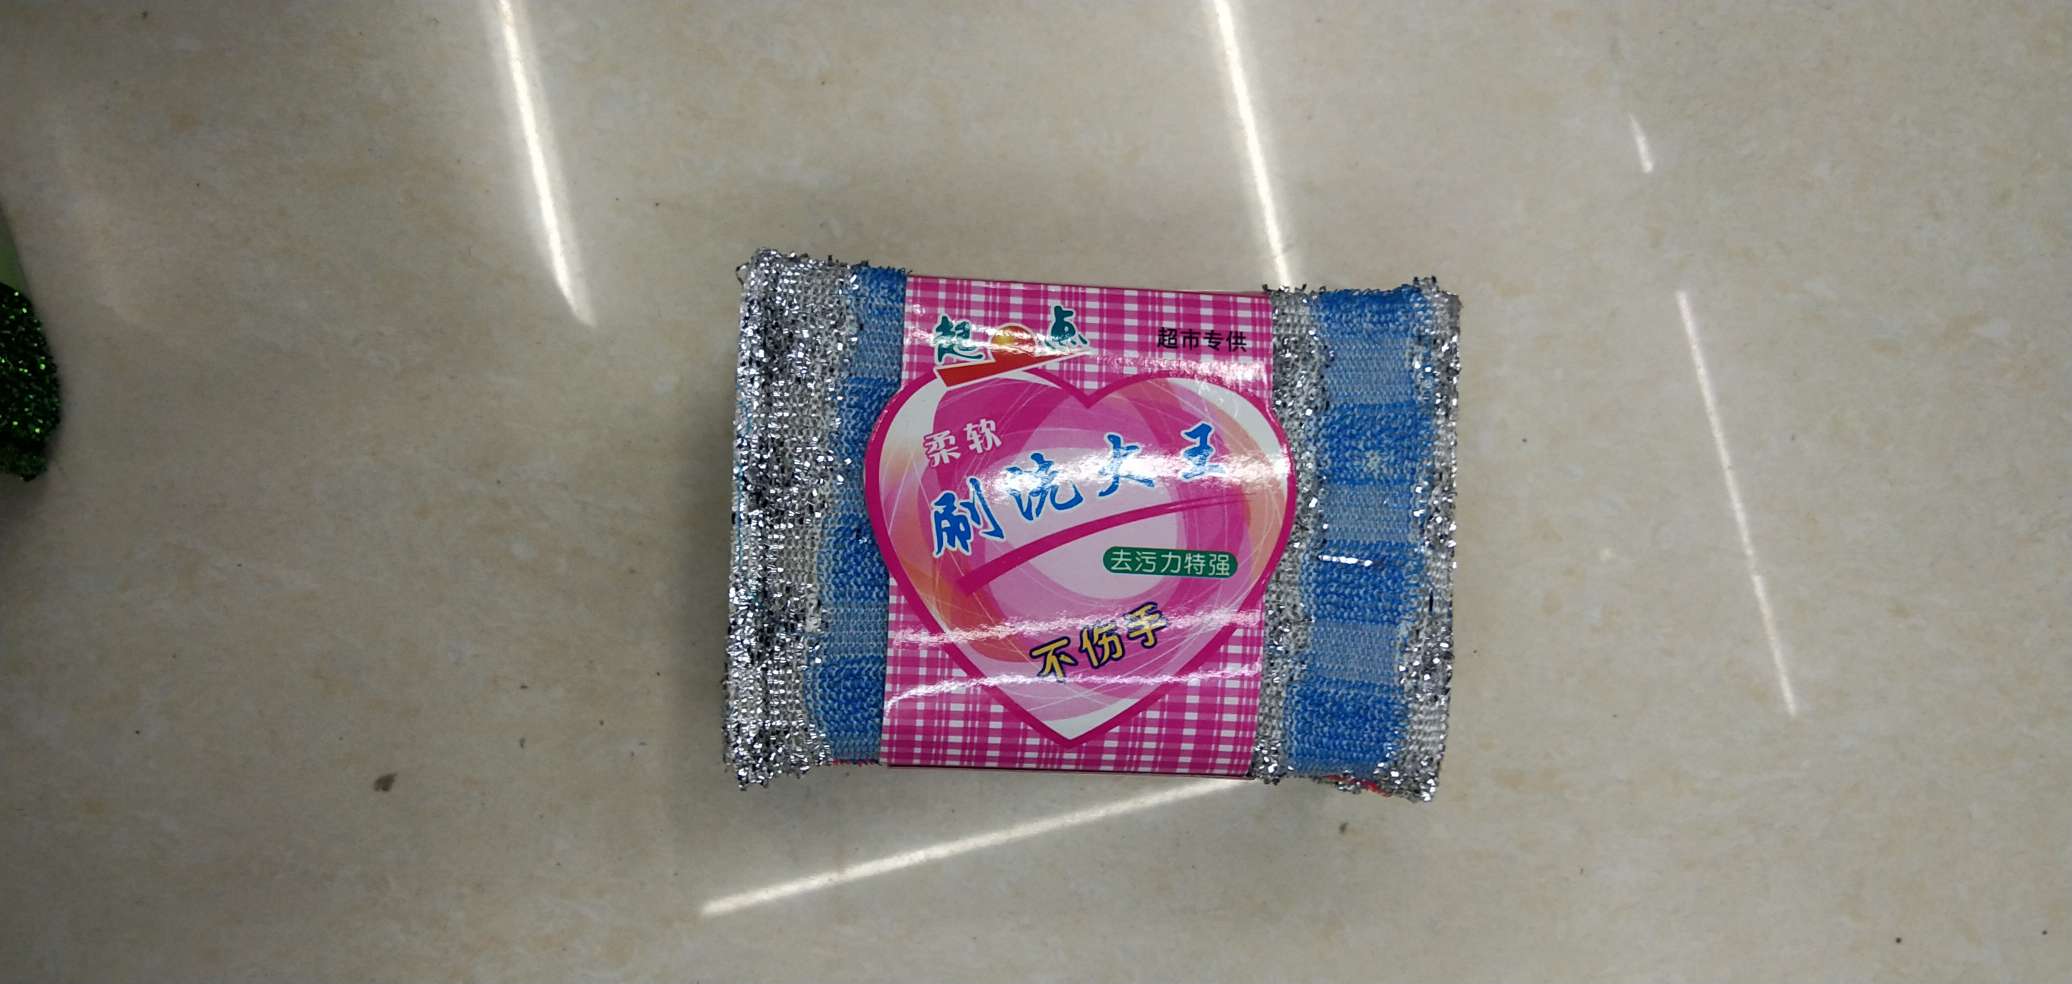 起点
超市专供
柔软
刷洗大王
去污力特强
不伤手